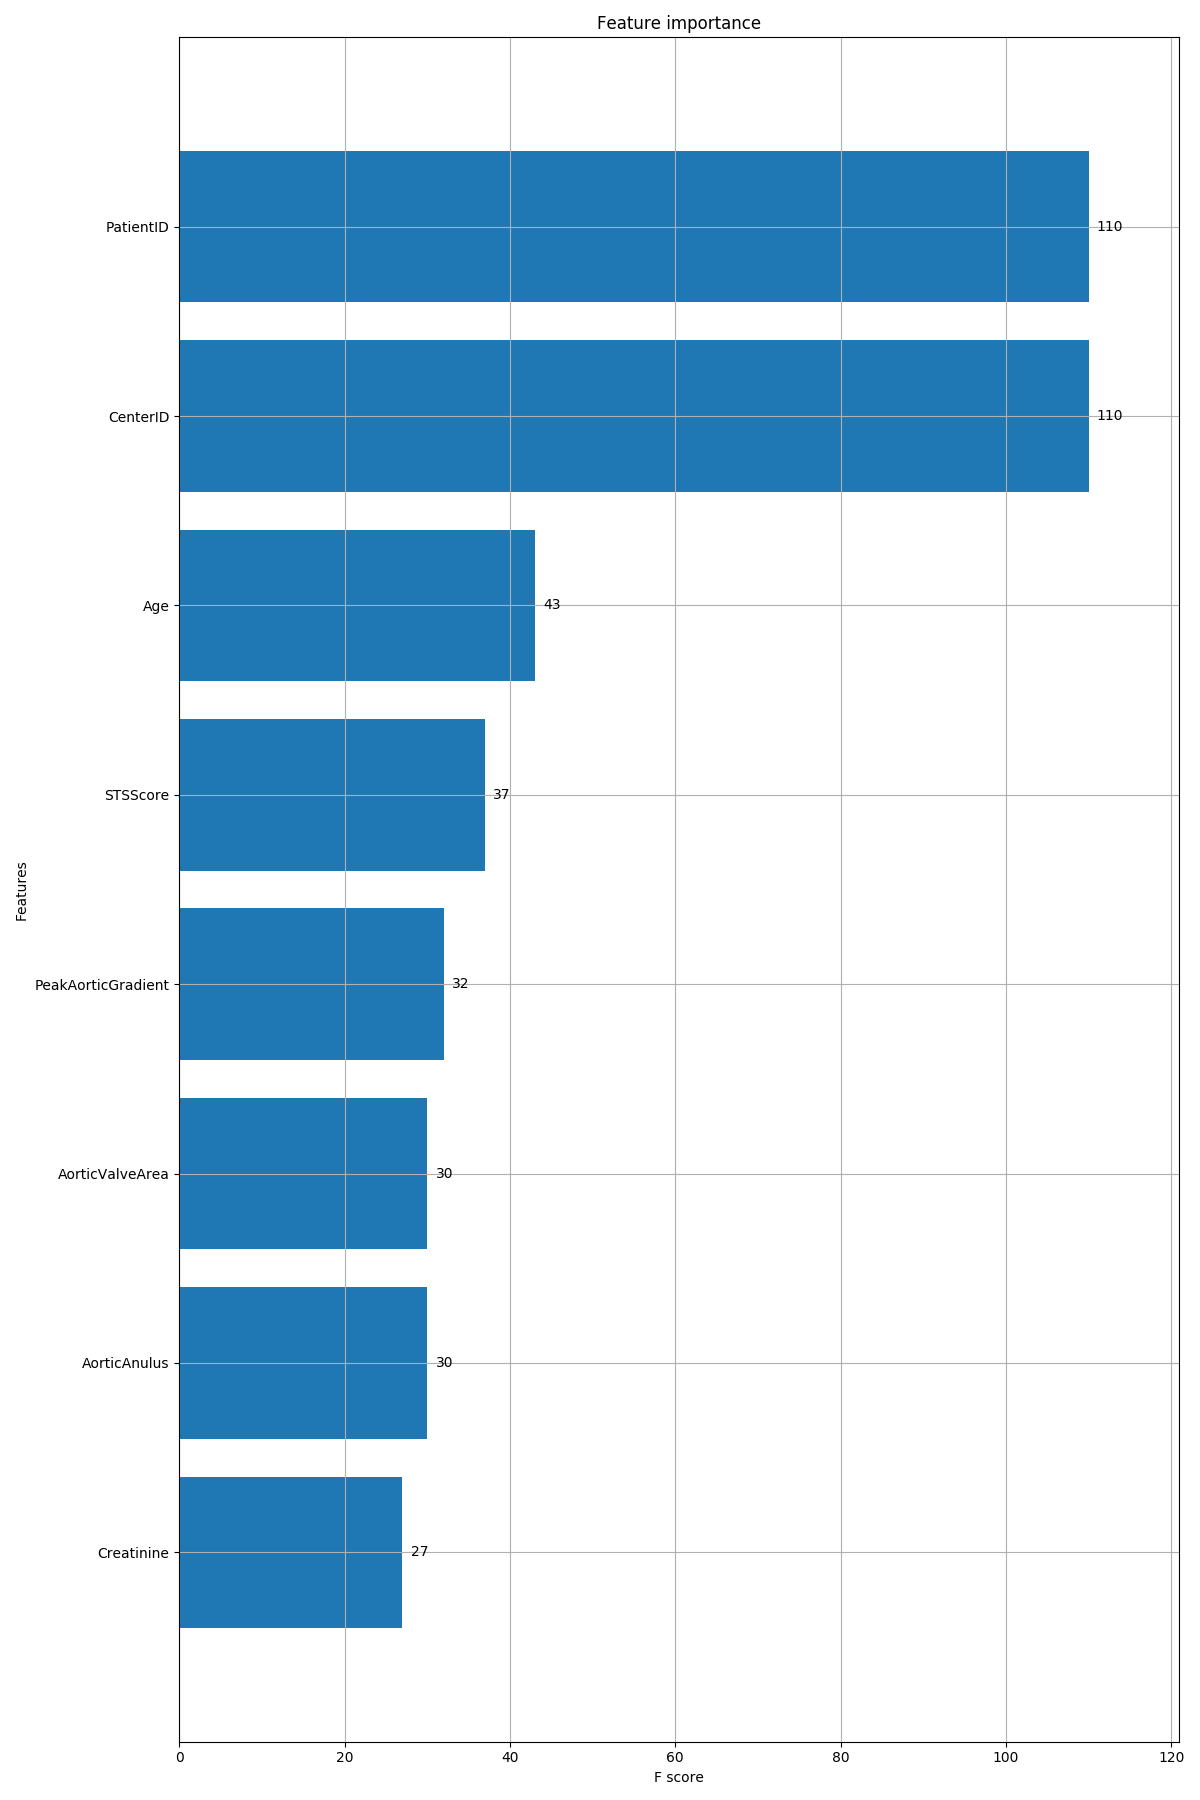 Feature importance
PatientID
110
CenterID
110
Age
43
STSScore
37
PeakAorticGradient
32
AorticValveArea
30
AorticAnulus
30
Creatinine
27
Features
0 20 40 60 80 100 120
F score